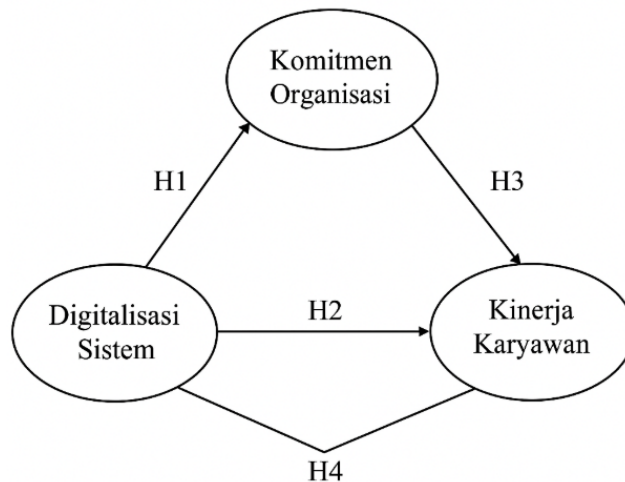 Komitmen
Organisasi
H1
H3
Digitalisasi
Sistem
H2
Kinerja
Karyawan
H4